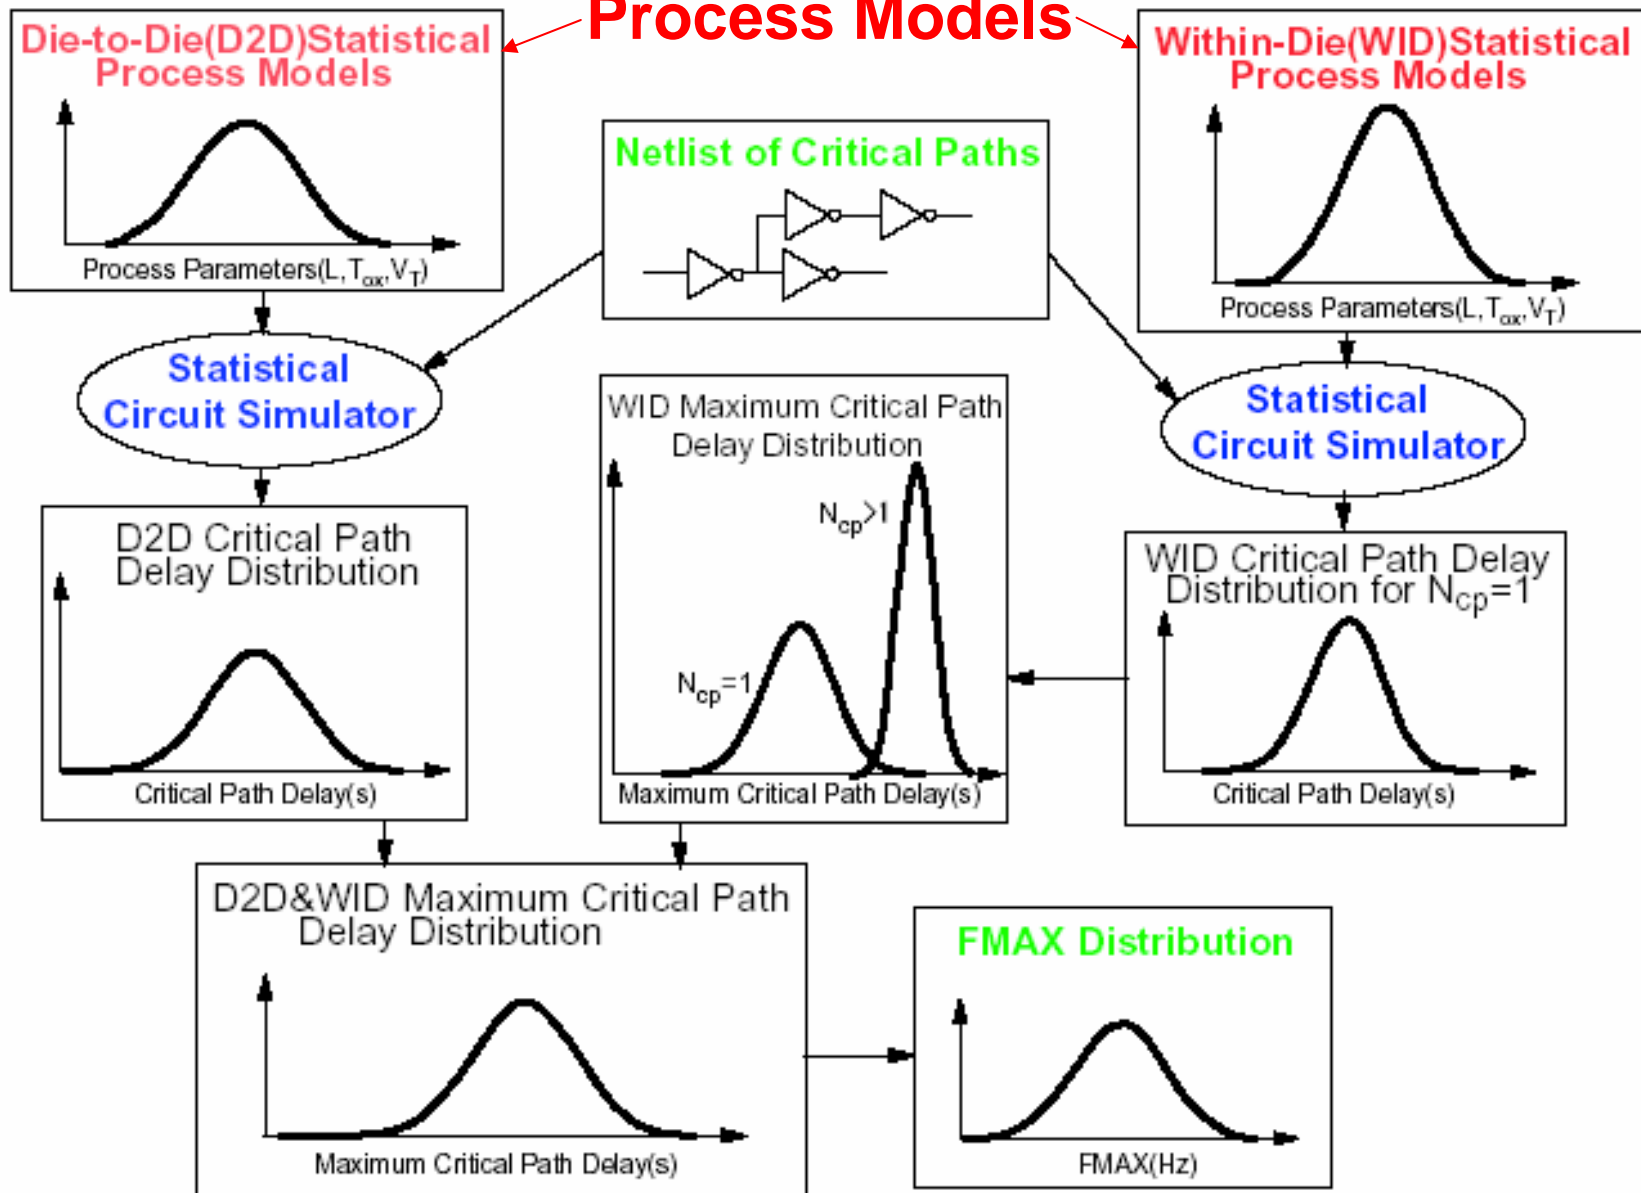 Process Models
Die-to-Die(D2D)Statistical
Process Models
Process Parameters(L,Tox,VT)
Within-Die(WID)Statistical
Process Models
Process Parameters(L,Tox,VT)
Netlist of Critical Paths
Statistical
Circuit Simulator
Statistical
Circuit Simulator
D2D Critical Path
Delay Distribution
Critical Path Delay(s)
WID Maximum Critical Path
Delay Distribution
Ncp>1
Ncp=1
Maximum Critical Path Delay(s)
WID Critical Path Delay
Distribution for Ncp=1
Critical Path Delay(s)
D2D&WID Maximum Critical Path
Delay Distribution
Maximum Critical Path Delay(s)
FMAX Distribution
FMAX(Hz)